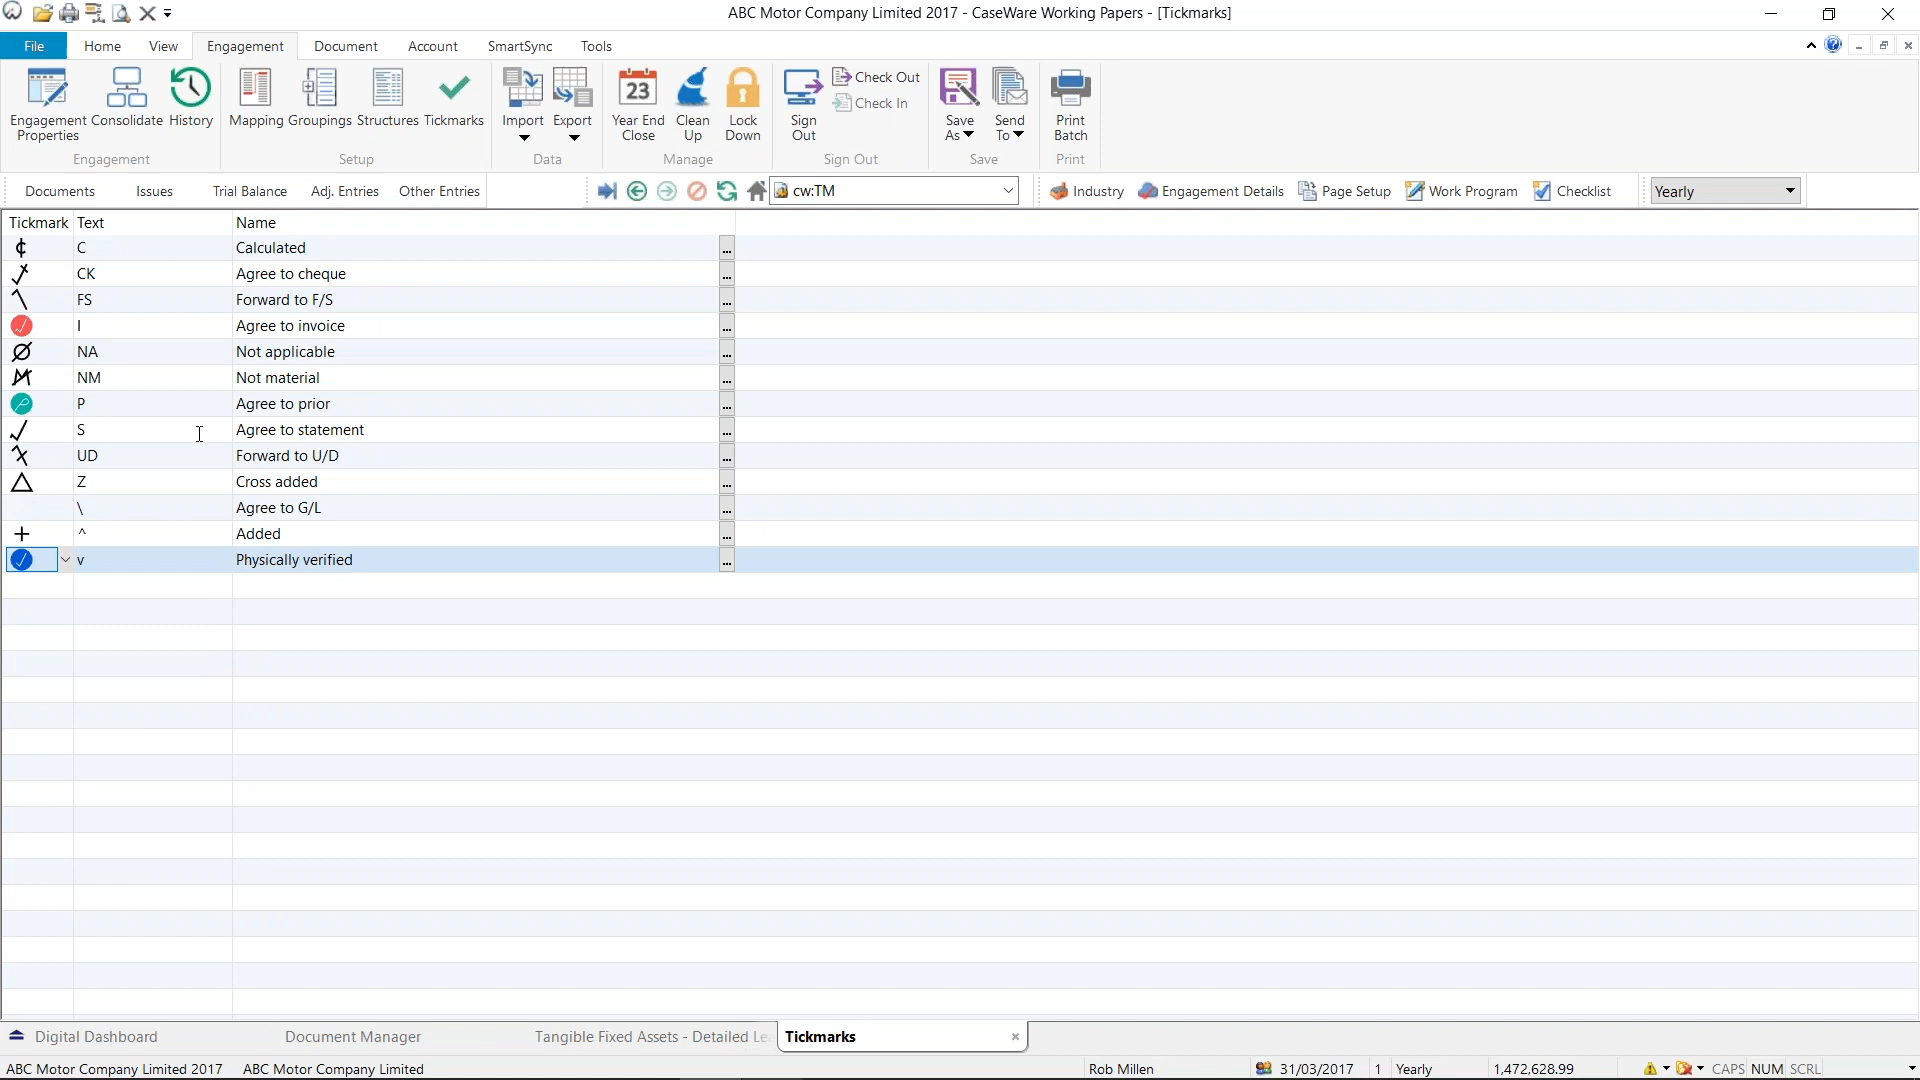 ABC Motor Company Limited 2017 - CaseWare Working Papers - [Tickmarks]
File Home View Engagement Document Account SmartSync Tools
Engagement Properties Consolidate History Mapping Groupings Structures Tickmarks Import Export 23 Year End Close Clean Up Lock Down Sign Out Check Out Check In Save As Send To Print Batch
Engagement Setup Data Manage Sign Out Save Print
Documents Issues Trial Balance Adj. Entries Other Entries cw:TM Industry Engagement Details Page Setup Work Program Checklist Yearly
Tickmark Text Name
¢ C Calculated ...
CK Agree to cheque ...
FS Forward to F/S ...
I Agree to invoice ...
NA Not applicable ...
NM Not material ...
P Agree to prior ...
S Agree to statement ...
UD Forward to U/D ...
Z Cross added ...
\ Agree to G/L ...
+ ^ Added ...
v Physically verified ...
Digital Dashboard Document Manager Tangible Fixed Assets - Detailed Le Tickmarks
ABC Motor Company Limited 2017 ABC Motor Company Limited Rob Millen 31/03/2017 1 Yearly 1,472,628.99 CAPS NUM SCRL